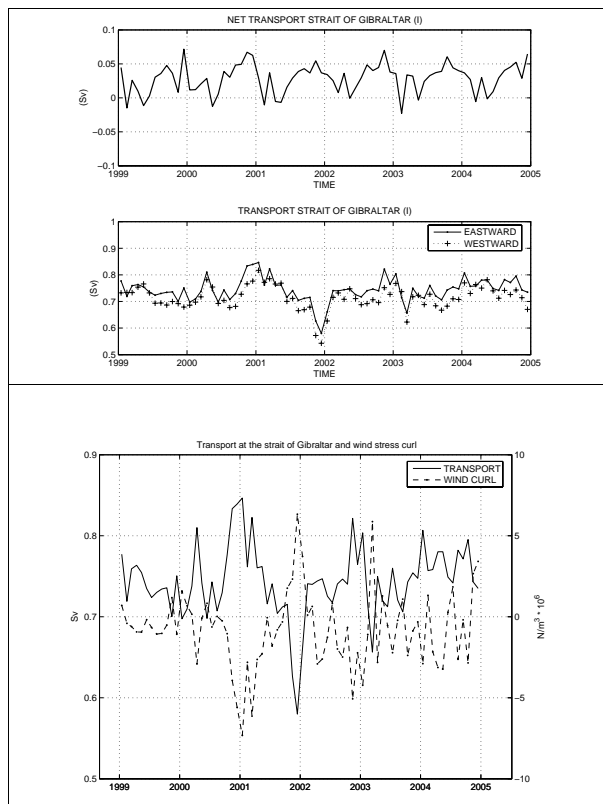 NET TRANSPORT STRAIT OF GIBRALTAR (I)
0.1
0.05
0
−0.05
−0.1
(Sv)
1999 2000 2001 2002 2003 2004 2005
TIME
TRANSPORT STRAIT OF GIBRALTAR (I)
EASTWARD
WESTWARD
1
0.9
0.8
0.7
0.6
0.5
(Sv)
1999 2000 2001 2002 2003 2004 2005
TIME
Transport at the strait of Gibraltar and wind stress curl
TRANSPORT
WIND CURL
0.9
0.8
0.7
0.6
0.5
Sv
10
5
0
−5
−10
N/m³ * 10⁶
1999 2000 2001 2002 2003 2004 2005